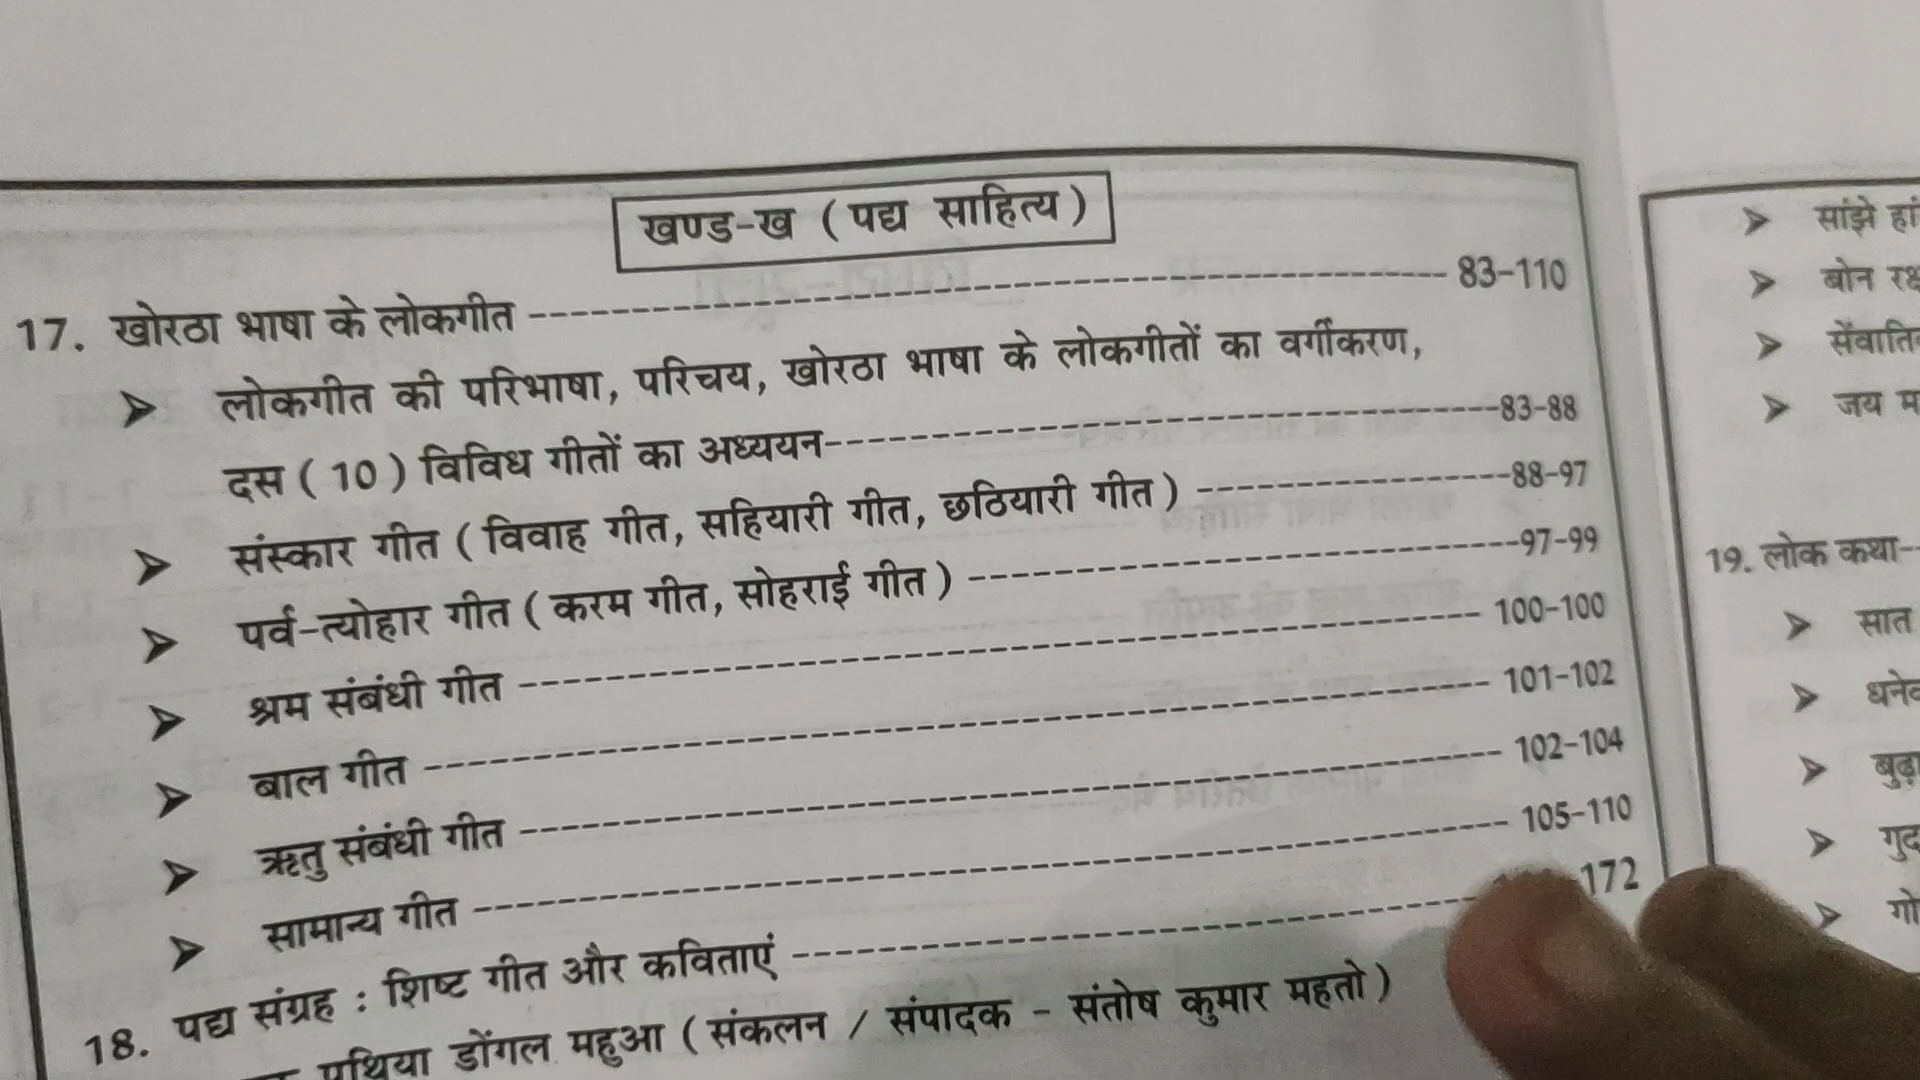 खण्ड-ख ( पद्य साहित्य )
17. खोरठा भाषा के लोकगीत ---------- 83-110
➤ लोकगीत की परिभाषा, परिचय, खोरठा भाषा के लोकगीतों का वर्गीकरण,
दस ( 10 ) विविध गीतों का अध्ययन ---------- 83-88
➤ संस्कार गीत ( विवाह गीत, सहियारी गीत, छठियारी गीत ) ---------- 88-97
➤ पर्व-त्योहार गीत ( करम गीत, सोहराई गीत ) ---------- 97-99
➤ श्रम संबंधी गीत ---------- 100-100
➤ बाल गीत ---------- 101-102
➤ ऋतु संबंधी गीत ---------- 102-104
➤ सामान्य गीत ---------- 105-110
18. पद्य संग्रह : शिष्ट गीत और कविताएं ---------- -172
डोंगल महुआ ( संकलन / संपादक - संतोष कुमार महतो )
➤ सांझे
➤ बोन
➤ सेंवाति
➤ जय
19. लोक कथा--
➤ सात
➤ 
➤ 
➤ 
➤